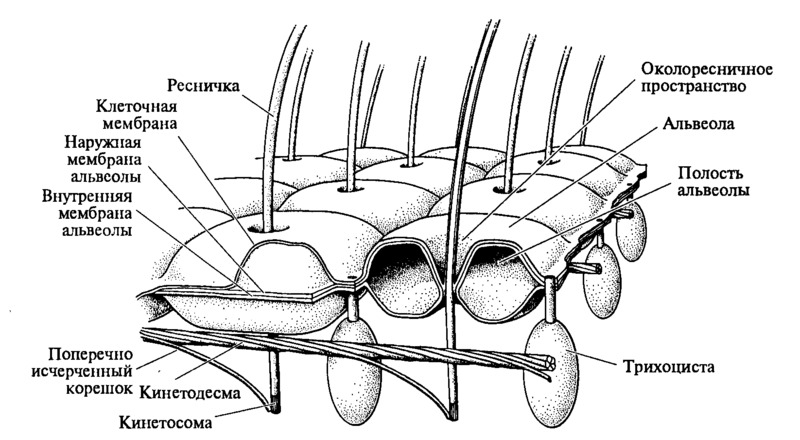 Ресничка
Клеточная
мембрана
Наружная
мембрана
альвеолы
Внутренняя
мембрана
альвеолы
Поперечно
исчерченный
корешок
Кинетодесма
Кинетосома
Околоресничное
пространство
Альвеола
Полость
альвеолы
Трихоциста